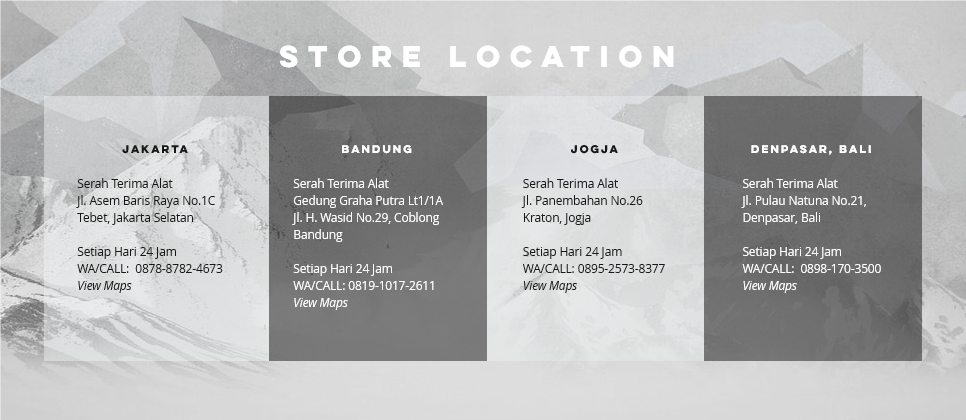 STORE LOCATION
JAKARTA
Serah Terima Alat
Jl. Asem Baris Raya No.1C
Tebet, Jakarta Selatan
Setiap Hari 24 Jam
WA/CALL:  0878-8782-4673
View Maps
BANDUNG
Serah Terima Alat
Gedung Graha Putra Lt1/1A
Jl. H. Wasid No.29, Coblong
Bandung
Setiap Hari 24 Jam
WA/CALL: 0819-1017-2611
View Maps
JOGJA
Serah Terima Alat
Jl. Panembahan No.26
Kraton, Jogja
Setiap Hari 24 Jam
WA/CALL: 0895-2573-8377
View Maps
DENPASAR, BALI
Serah Terima Alat
Jl. Pulau Natuna No.21,
Denpasar, Bali
Setiap Hari 24 Jam
WA/CALL:  0898-170-3500
View Maps